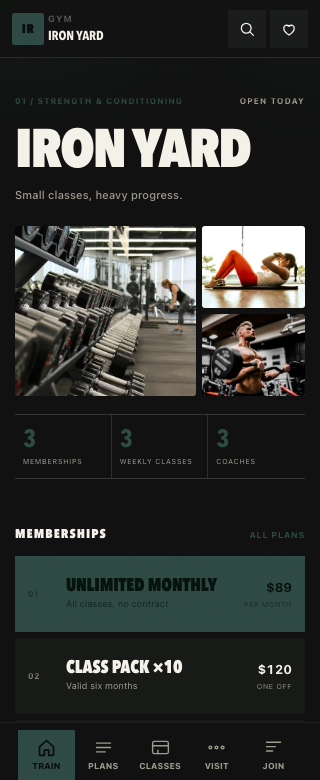 IR
GYM
IRON YARD
01 / STRENGTH & CONDITIONING
OPEN TODAY
IRON YARD
Small classes, heavy progress.
3
MEMBERSHIPS
3
WEEKLY CLASSES
3
COACHES
MEMBERSHIPS
ALL PLANS
01
UNLIMITED MONTHLY
All classes, no contract
$89
PER MONTH
02
CLASS PACK ×10
Valid six months
$120
ONE OFF
TRAIN
PLANS
CLASSES
VISIT
JOIN